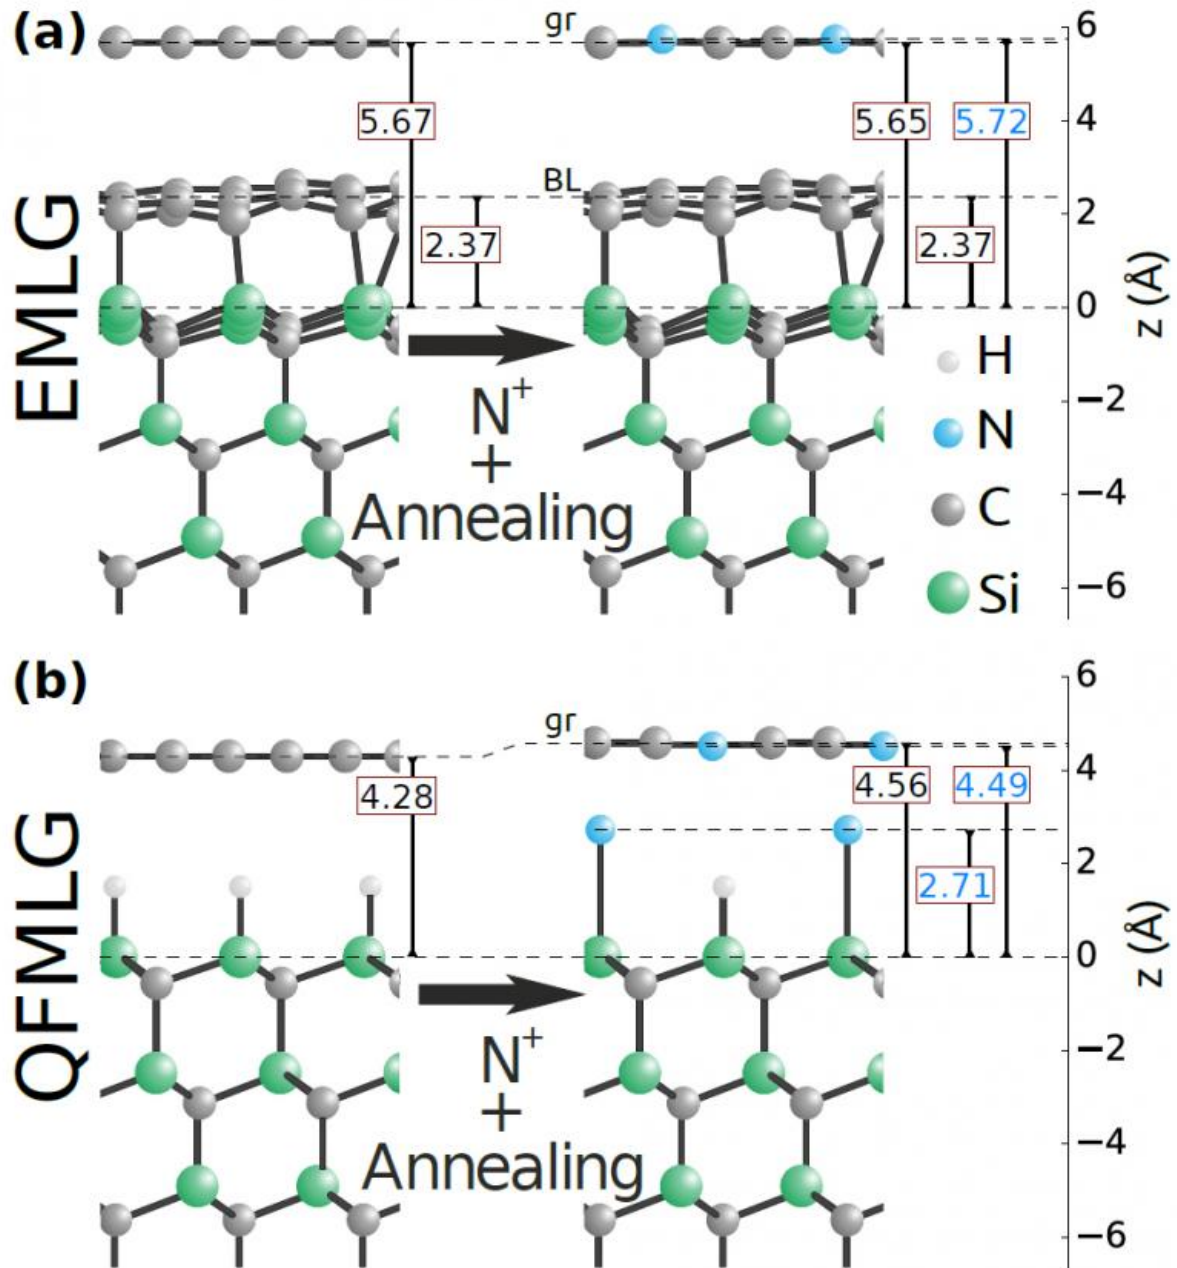 (a)
gr
6
5.67
5.65
5.72
4
BL
2
2.37
2.37
EMLG
0
z (Å)
H
N⁺
+
Annealing
−2
N
C
−4
Si
−6
(b)
6
gr
4.28
4.56
4.49
4
2
2.71
QFMLG
0
z (Å)
N⁺
+
Annealing
−2
−4
−6